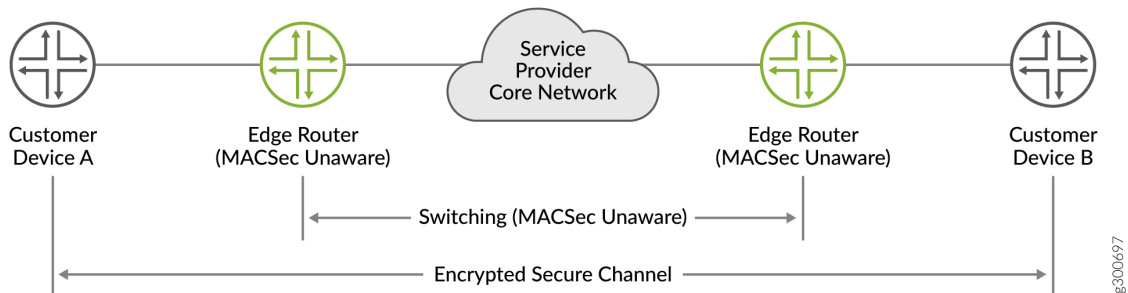 Service
Provider
Core Network
Customer
Device A
Edge Router
(MACSec Unaware)
Edge Router
(MACSec Unaware)
Customer
Device B
Switching (MACSec Unaware)
Encrypted Secure Channel
g300697